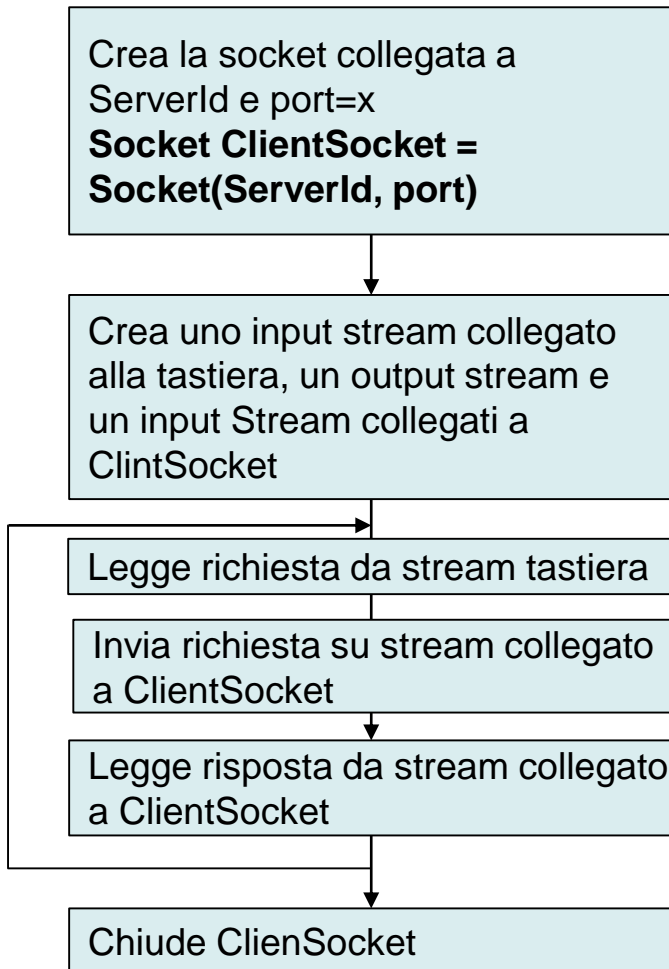 Crea la socket collegata a
ServerId e port=x
Socket ClientSocket =
Socket(ServerId, port)
Crea uno input stream collegato
alla tastiera, un output stream e
un input Stream collegati a
ClintSocket
Legge richiesta da stream tastiera
Invia richiesta su stream collegato
a ClientSocket
Legge risposta da stream collegato
a ClientSocket
Chiude ClienSocket